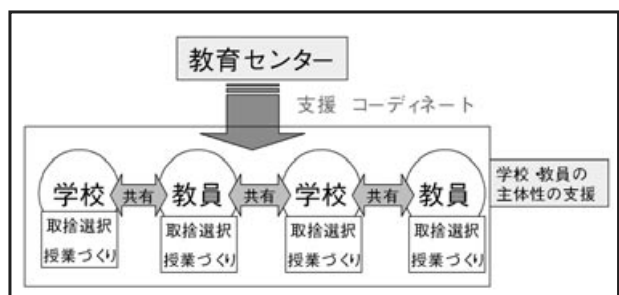 教育センター
支援 コーディネート
学校 共有 教員 共有 学校 共有 教員
取捨選択
授業づくり
取捨選択
授業づくり
取捨選択
授業づくり
取捨選択
授業づくり
学校・教員の
主体性の支援